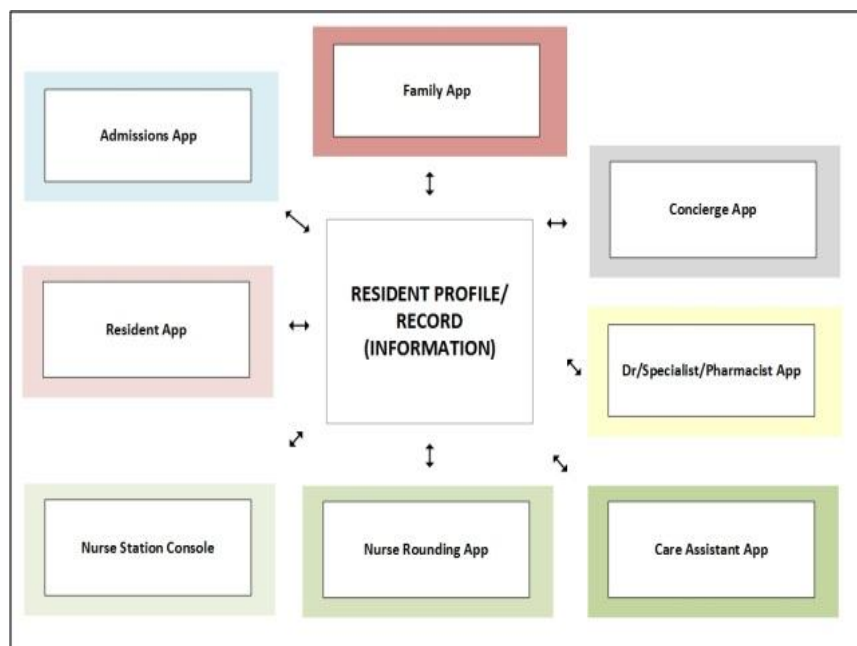 Family App
Admissions App
Concierge App
RESIDENT PROFILE/
RECORD
(INFORMATION)
Resident App
Dr/Specialist/Pharmacist App
Nurse Station Console
Nurse Rounding App
Care Assistant App